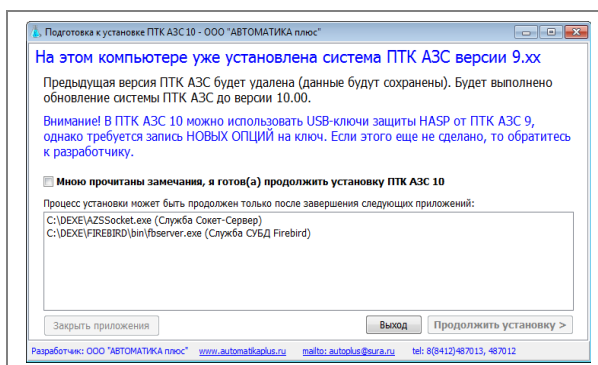 Подготовка к установке ПТК АЗС 10 - ООО "АВТОМАТИКА плюс"
На этом компьютере уже установлена система ПТК АЗС версии 9.xx
Предыдущая версия ПТК АЗС будет удалена (данные будут сохранены). Будет выполнено
обновление системы ПТК АЗС до версии 10.00.
Внимание! В ПТК АЗС 10 можно использовать USB-ключи защиты HASP от ПТК АЗС 9,
однако требуется запись НОВЫХ ОПЦИЙ на ключ. Если этого еще не сделано, то обратитесь
к разработчику.
Мною прочитаны замечания, я готов(а) продолжить установку ПТК АЗС 10
Процесс установки может быть продолжен только после завершения следующих приложений:
C:\DEXE\AZSSocket.exe (Служба Сокет-Сервер)
C:\DEXE\FIREBIRD\bin\fbserver.exe (Служба СУБД Firebird)
Закрыть приложения Выход Продолжить установку >
Разработчик: ООО "АВТОМАТИКА плюс" www.automatikaplus.ru mailto: autoplus@sura.ru tel: 8(8412)487013, 487012